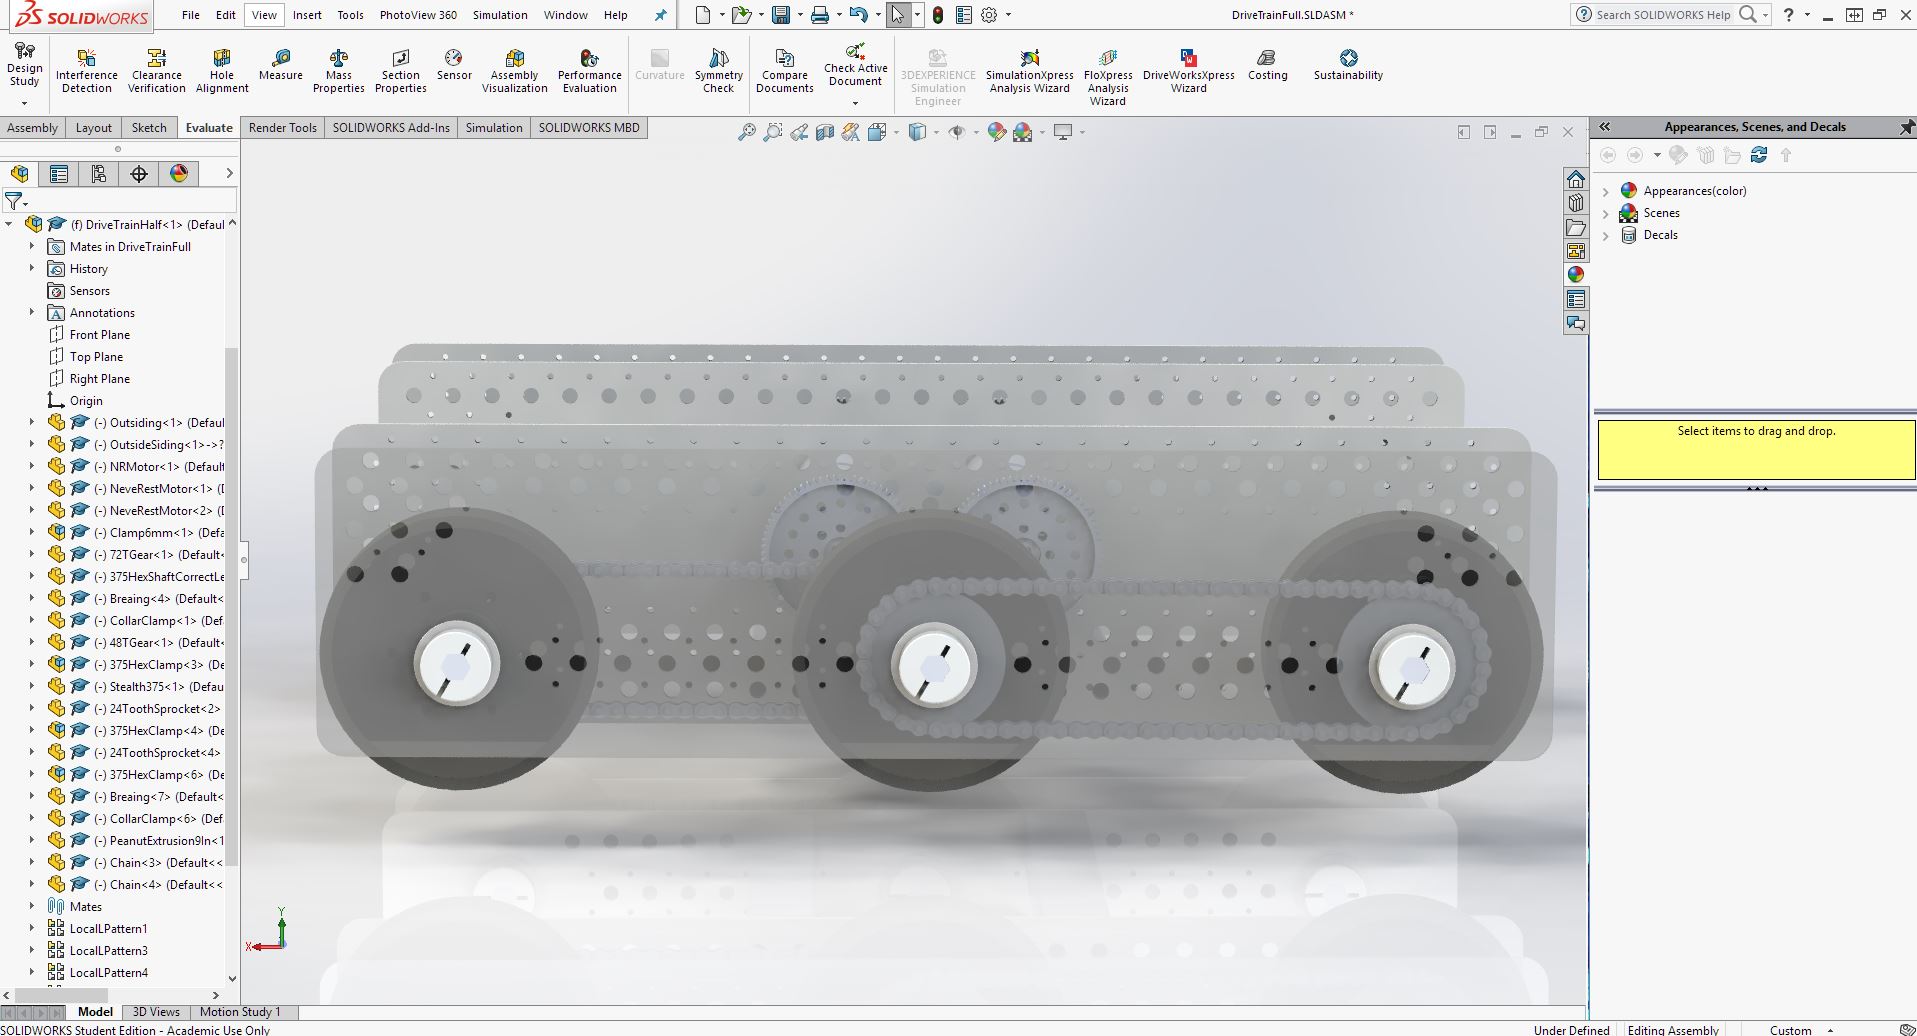 SOLIDWORKS
File Edit View Insert Tools PhotoView 360 Simulation Window Help
DriveTrainFull.SLDASM *
Search SOLIDWORKS Help
?
Design Study
Interference Detection
Clearance Verification
Hole Alignment
Measure
Mass Properties
Section Properties
Sensor
Assembly Visualization
Performance Evaluation
Curvature
Symmetry Check
Compare Documents
Check Active Document
3DEXPERIENCE Simulation Engineer
SimulationXpress Analysis Wizard
FloXpress Analysis Wizard
DriveWorksXpress Wizard
Costing
Sustainability
Assembly Layout Sketch Evaluate Render Tools SOLIDWORKS Add-Ins Simulation SOLIDWORKS MBD
(f) DriveTrainHalf<1> (Defaul
Mates in DriveTrainFull
History
Sensors
Annotations
Front Plane
Top Plane
Right Plane
Origin
(-) Outsiding<1> (Defaul
(-) OutsideSiding<1>->?
(-) NRMotor<1> (Default
(-) NeveRestMotor<1> (D
(-) NeveRestMotor<2> (D
(-) Clamp6mm<1> (Defa
(-) 72TGear<1> (Default<
(-) 375HexShaftCorrectLe
(-) Breaing<4> (Default<
(-) CollarClamp<1> (Def
(-) 48TGear<1> (Default<
(-) 375HexClamp<3> (De
(-) Stealth375<1> (Defau
(-) 24ToothSprocket<2>
(-) 375HexClamp<4> (De
(-) 24ToothSprocket<4>
(-) 375HexClamp<6> (De
(-) Breaing<7> (Default<
(-) CollarClamp<6> (Def
(-) PeanutExtrusion9In<1
(-) Chain<3> (Default<<
(-) Chain<4> (Default<<
Mates
LocalLPattern1
LocalLPattern3
LocalLPattern4
Y
X
Appearances, Scenes, and Decals
Appearances(color)
Scenes
Decals
Select items to drag and drop.
Model 3D Views Motion Study 1
SOLIDWORKS Student Edition - Academic Use Only
Under Defined Editing Assembly Custom